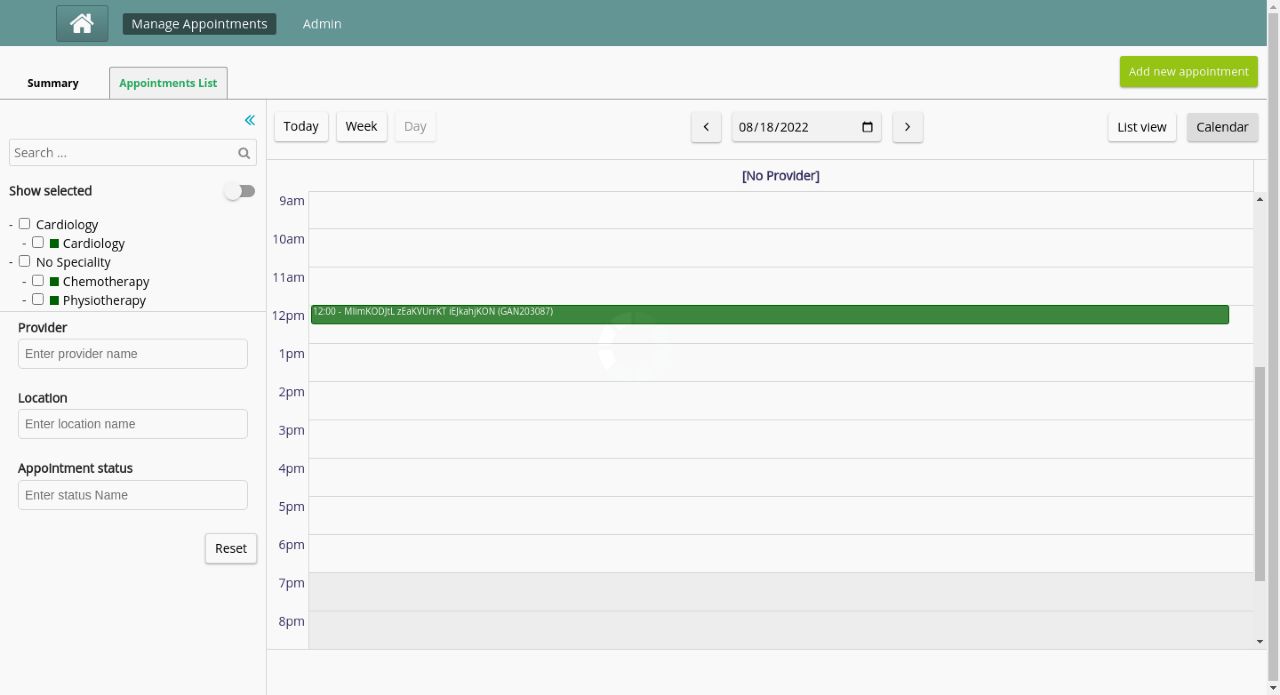 Manage Appointments
Admin
Summary
Appointments List
Add new appointment
Search ...
Show selected
- Cardiology
- Cardiology
- No Speciality
- Chemotherapy
- Physiotherapy
Provider
Enter provider name
Location
Enter location name
Appointment status
Enter status Name
Reset
Today
Week
Day
08/18/2022
List view
Calendar
[No Provider]
9am
10am
11am
12pm
12:00 - MIimKODJtL zEaKVUrrKT iEJkahjKON (GAN203087)
1pm
2pm
3pm
4pm
5pm
6pm
7pm
8pm